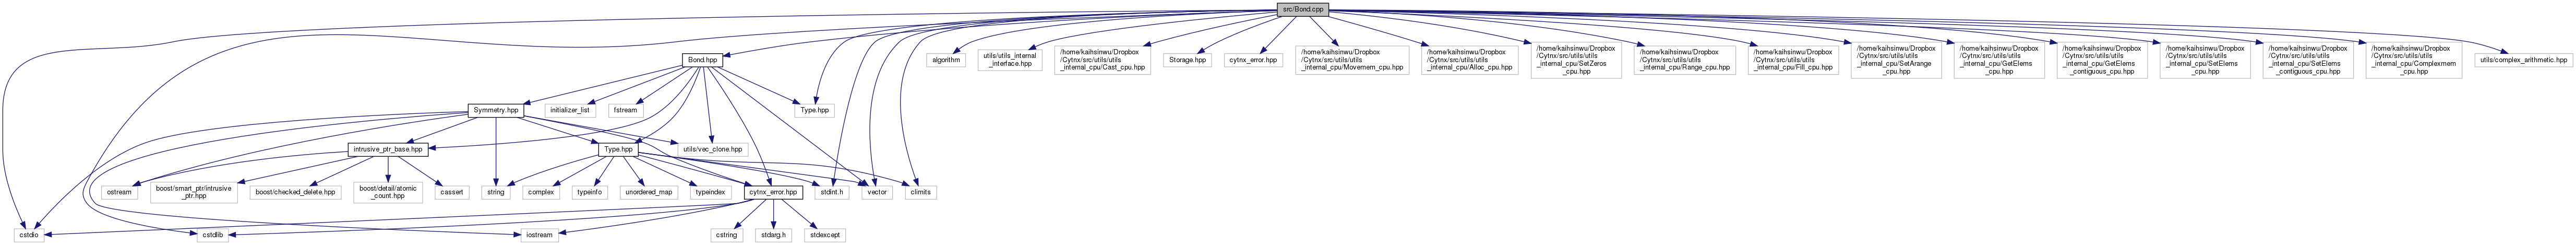 src/Bond.cpp
Bond.hpp
algorithm
utils/utils_internal
_interface.hpp
/home/kaihsinwu/Dropbox
/Cytnx/src/utils/utils
_internal_cpu/Cast_cpu.hpp
Storage.hpp
cytnx_error.hpp
/home/kaihsinwu/Dropbox
/Cytnx/src/utils/utils
_internal_cpu/Movemem_cpu.hpp
/home/kaihsinwu/Dropbox
/Cytnx/src/utils/utils
_internal_cpu/Alloc_cpu.hpp
/home/kaihsinwu/Dropbox
/Cytnx/src/utils/utils
_internal_cpu/SetZeros
_cpu.hpp
/home/kaihsinwu/Dropbox
/Cytnx/src/utils/utils
_internal_cpu/Range_cpu.hpp
/home/kaihsinwu/Dropbox
/Cytnx/src/utils/utils
_internal_cpu/Fill_cpu.hpp
/home/kaihsinwu/Dropbox
/Cytnx/src/utils/utils
_internal_cpu/SetArange
_cpu.hpp
/home/kaihsinwu/Dropbox
/Cytnx/src/utils/utils
_internal_cpu/GetElems
_cpu.hpp
/home/kaihsinwu/Dropbox
/Cytnx/src/utils/utils
_internal_cpu/GetElems
_contiguous_cpu.hpp
/home/kaihsinwu/Dropbox
/Cytnx/src/utils/utils
_internal_cpu/SetElems
_cpu.hpp
/home/kaihsinwu/Dropbox
/Cytnx/src/utils/utils
_internal_cpu/SetElems
_contiguous_cpu.hpp
/home/kaihsinwu/Dropbox
/Cytnx/src/utils/utils
_internal_cpu/Complexmem
_cpu.hpp
utils/complex_arithmetic.hpp
Symmetry.hpp
initializer_list
fstream
Type.hpp
intrusive_ptr_base.hpp
Type.hpp
utils/vec_clone.hpp
ostream
boost/smart_ptr/intrusive
_ptr.hpp
boost/checked_delete.hpp
boost/detail/atomic
_count.hpp
cassert
string
complex
typeinfo
unordered_map
typeindex
cytnx_error.hpp
stdint.h
vector
climits
cstdio
cstdlib
iostream
cstring
stdarg.h
stdexcept